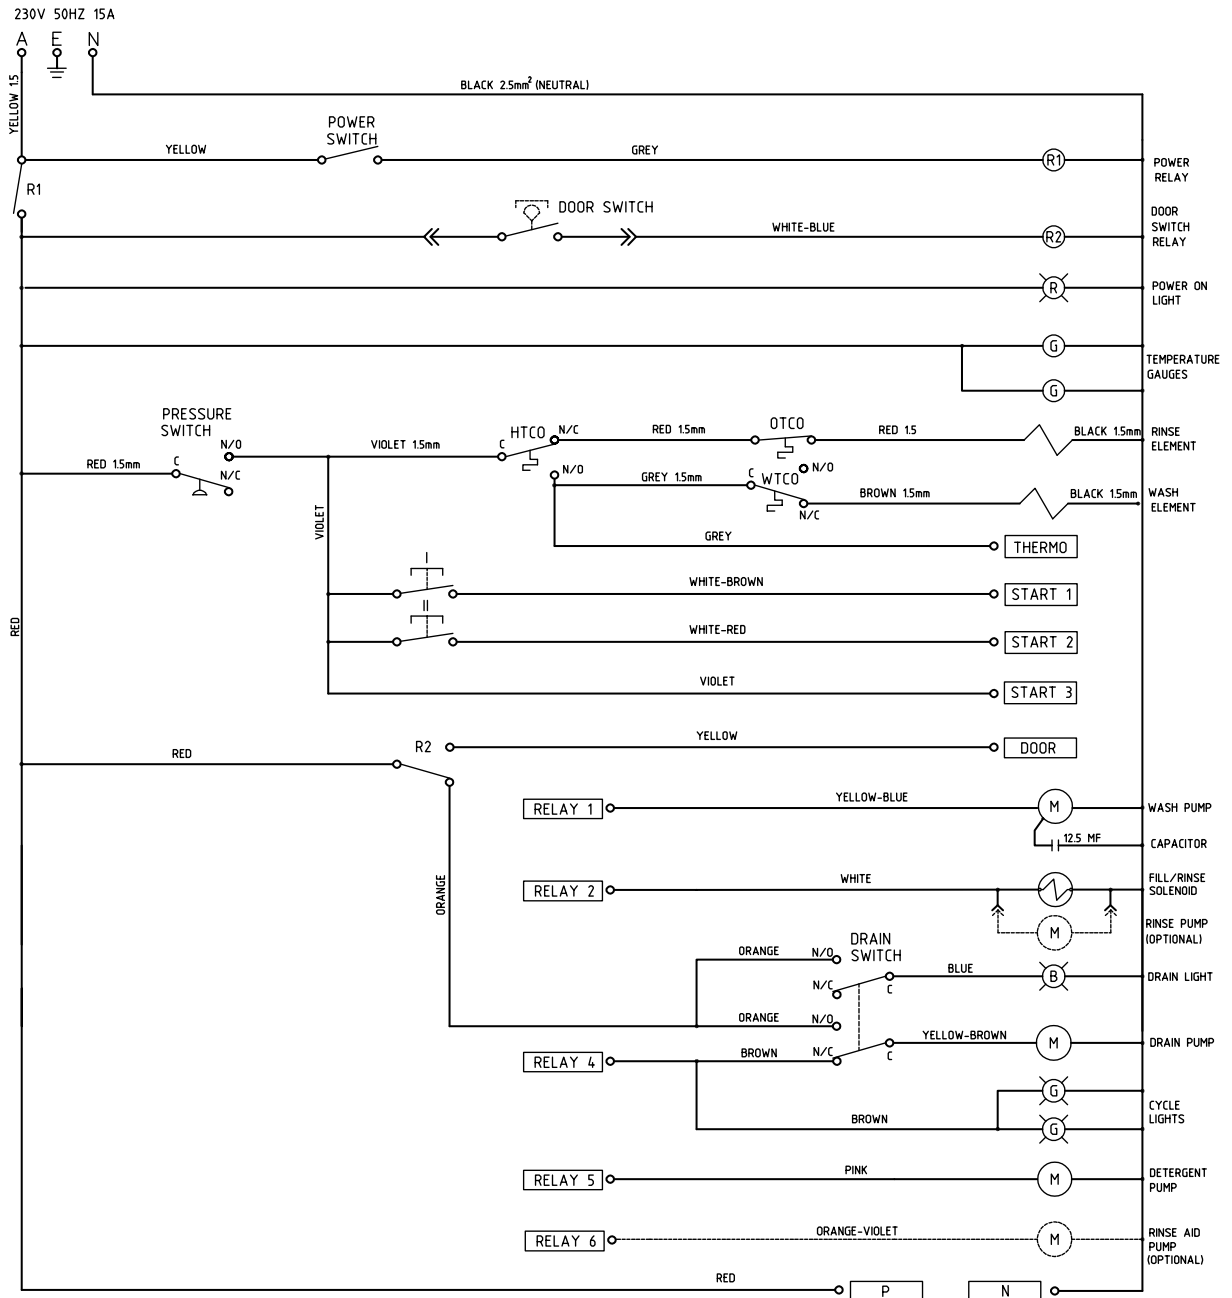 230V 50HZ 15A
A E N
YELLOW 1.5
BLACK 2.5mm² (NEUTRAL)
POWER
SWITCH
YELLOW
GREY
R1
POWER
RELAY
R1
DOOR SWITCH
WHITE-BLUE
R2
DOOR
SWITCH
RELAY
R
POWER ON
LIGHT
G
TEMPERATURE
GAUGES
G
PRESSURE
SWITCH
N/O
RED 1.5mm
C
N/C
VIOLET 1.5mm
C
HTCO
N/C
RED 1.5mm
OTCO
RED 1.5
BLACK 1.5mm
RINSE
ELEMENT
N/O
GREY 1.5mm
C
WTCO
N/O
N/C
BROWN 1.5mm
BLACK 1.5mm
WASH
ELEMENT
VIOLET
GREY
THERMO
I
WHITE-BROWN
START 1
II
WHITE-RED
START 2
VIOLET
START 3
RED
RED
R2
YELLOW
DOOR
RELAY 1
YELLOW-BLUE
M
WASH PUMP
12.5 MF
CAPACITOR
ORANGE
RELAY 2
WHITE
FILL/RINSE
SOLENOID
M
RINSE PUMP
(OPTIONAL)
DRAIN
SWITCH
ORANGE
N/O
N/C
C
BLUE
B
DRAIN LIGHT
ORANGE
N/O
RELAY 4
BROWN
N/C
C
YELLOW-BROWN
M
DRAIN PUMP
G
CYCLE
LIGHTS
BROWN
G
RELAY 5
PINK
M
DETERGENT
PUMP
RELAY 6
ORANGE-VIOLET
M
RINSE AID
PUMP
(OPTIONAL)
RED
P
N